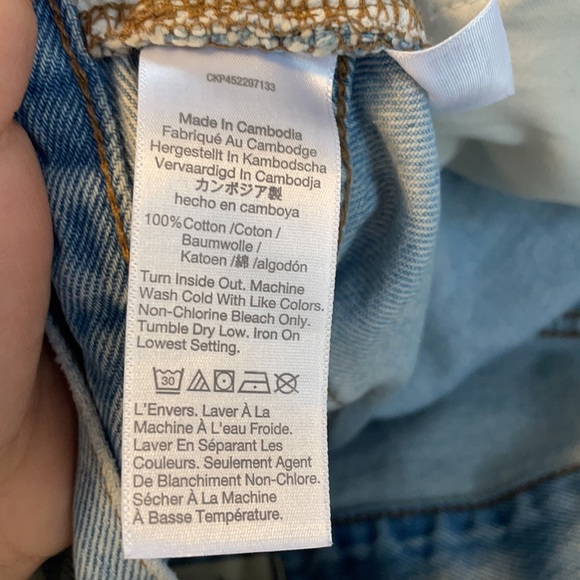 CKP452297133
Made In Cambodia
Fabriqué Au Cambodge
Hergestellt In Kambodscha
Vervaardigd In Cambodja
カンボジア製
hecho en camboya
100%Cotton /Coton /
Baumwolle /
Katoen /綿 /algodón
Turn Inside Out. Machine
Wash Cold With Like Colors.
Non-Chlorine Bleach Only.
Tumble Dry Low. Iron On
Lowest Setting.
30
L'Envers. Laver À La
Machine À L'eau Froide.
Laver En Séparant Les
Couleurs. Seulement Agent
De Blanchiment Non-Chlore.
Sécher À La Machine
À Basse Température.